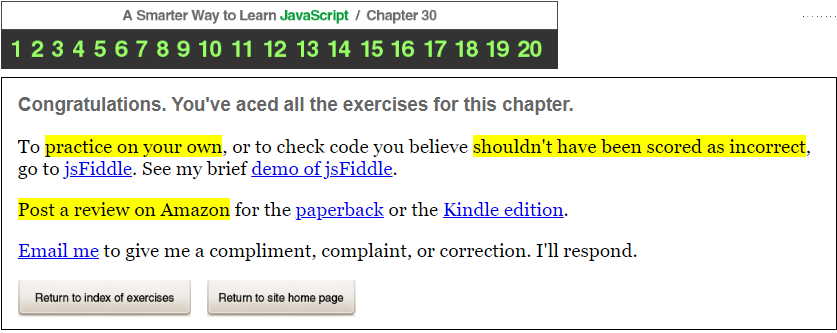 A Smarter Way to Learn JavaScript / Chapter 30
1 2 3 4 5 6 7 8 9 10 11 12 13 14 15 16 17 18 19 20
Congratulations. You've aced all the exercises for this chapter.
To practice on your own, or to check code you believe shouldn't have been scored as incorrect,
go to jsFiddle. See my brief demo of jsFiddle.
Post a review on Amazon for the paperback or the Kindle edition.
Email me to give me a compliment, complaint, or correction. I'll respond.
Return to index of exercises Return to site home page